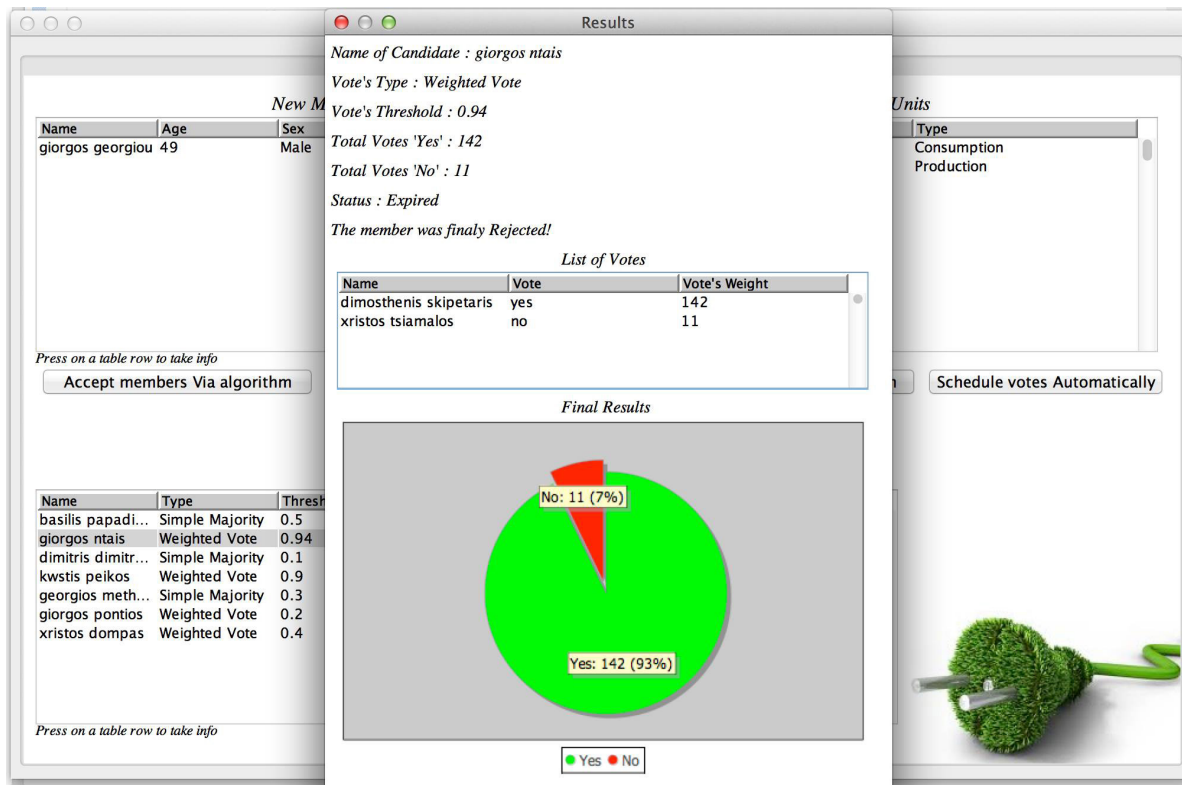 Results
Name of Candidate : giorgos ntais
Vote's Type : Weighted Vote
Vote's Threshold : 0.94
Total Votes 'Yes' : 142
Total Votes 'No' : 11
Status : Expired
The member was finaly Rejected!
List of Votes
Name Vote Vote's Weight
dimosthenis skipetaris yes 142
xristos tsiamalos no 11
Final Results
No: 11 (7%)
Yes: 142 (93%)
Yes No
New M
Name Age Sex
giorgos georgiou 49 Male
Press on a table row to take info
Accept members Via algorithm
Name Type Thresh
basilis papadi... Simple Majority 0.5
giorgos ntais Weighted Vote 0.94
dimitris dimitr... Simple Majority 0.1
kwstis peikos Weighted Vote 0.9
georgios meth... Simple Majority 0.3
giorgos pontios Weighted Vote 0.2
xristos dompas Weighted Vote 0.4
Press on a table row to take info
Units
Type
Consumption
Production
Schedule votes Automatically